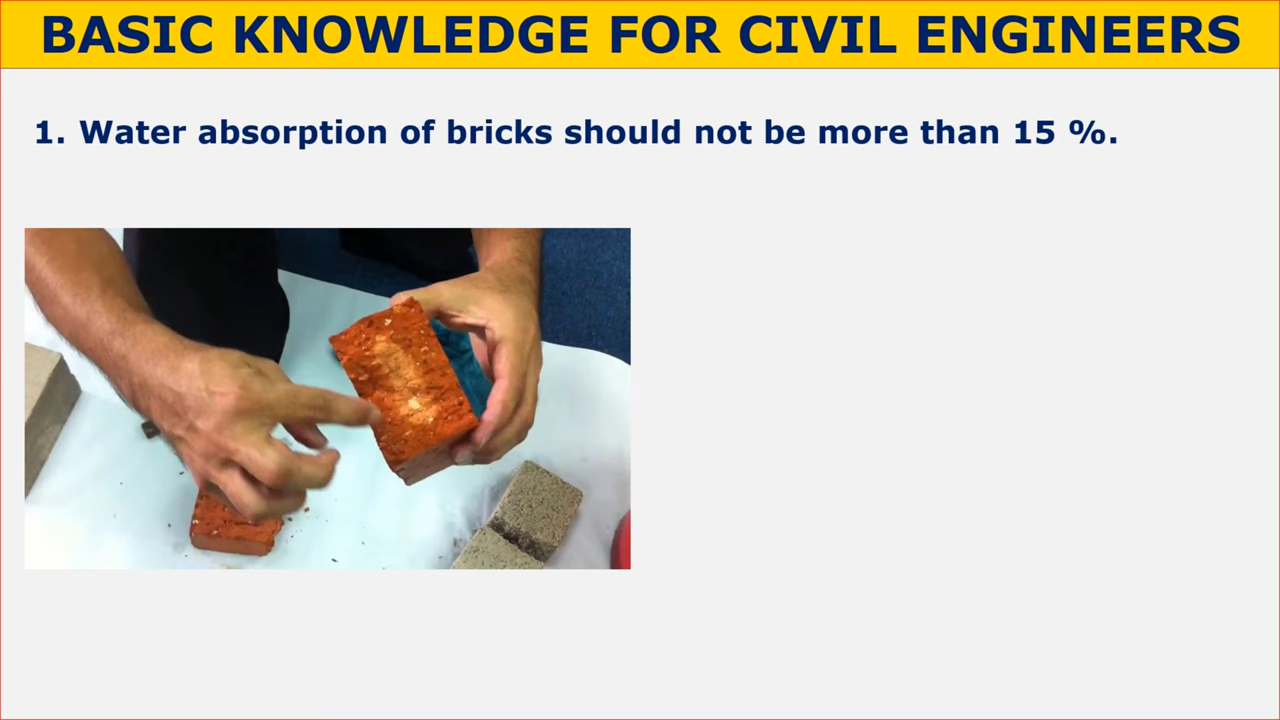 BASIC KNOWLEDGE FOR CIVIL ENGINEERS
1. Water absorption of bricks should not be more than 15 %.